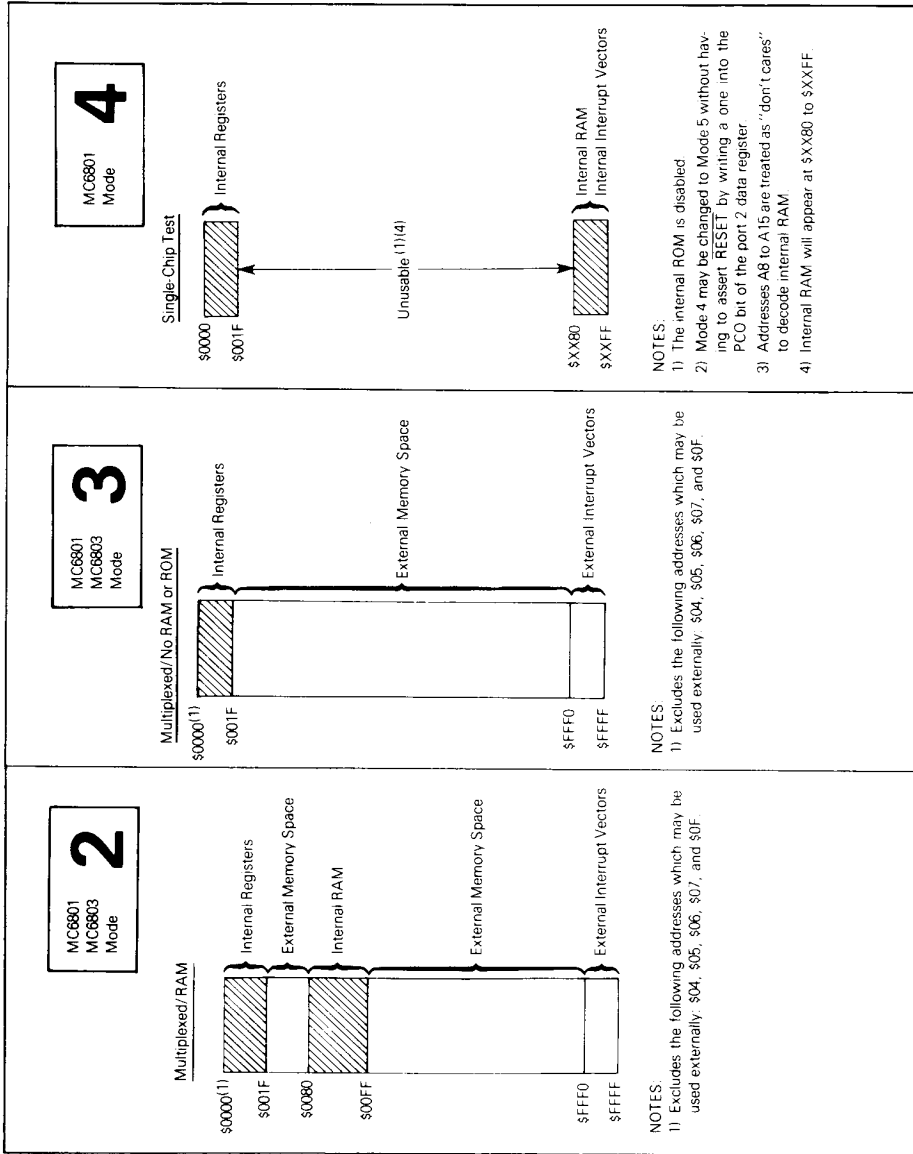 MC6801
MC6803
Mode
2
Multiplexed/RAM
$0000(1)
Internal Registers
$001F
External Memory Space
$0080
Internal RAM
$00FF
External Memory Space
$FFF0
External Interrupt Vectors
$FFFF
NOTES:
1) Excludes the following addresses which may be
used externally: $04, $05, $06, $07, and $0F.
MC6801
MC6803
Mode
3
Multiplexed/No RAM or ROM
$0000(1)
Internal Registers
$001F
External Memory Space
$FFF0
External Interrupt Vectors
$FFFF
NOTES:
1) Excludes the following addresses which may be
used externally: $04, $05, $06, $07, and $0F.
MC6801
Mode
4
Single-Chip Test
$0000
Internal Registers
$001F
Unusable (1)(4)
$XX80
Internal RAM
Internal Interrupt Vectors
$XXFF
NOTES:
1) The internal ROM is disabled.
2) Mode 4 may be changed to Mode 5 without hav-
ing to assert RESET by writing a one into the
PCO bit of the port 2 data register.
3) Addresses A8 to A15 are treated as "don't cares"
to decode internal RAM.
4) Internal RAM will appear at $XX80 to $XXFF.